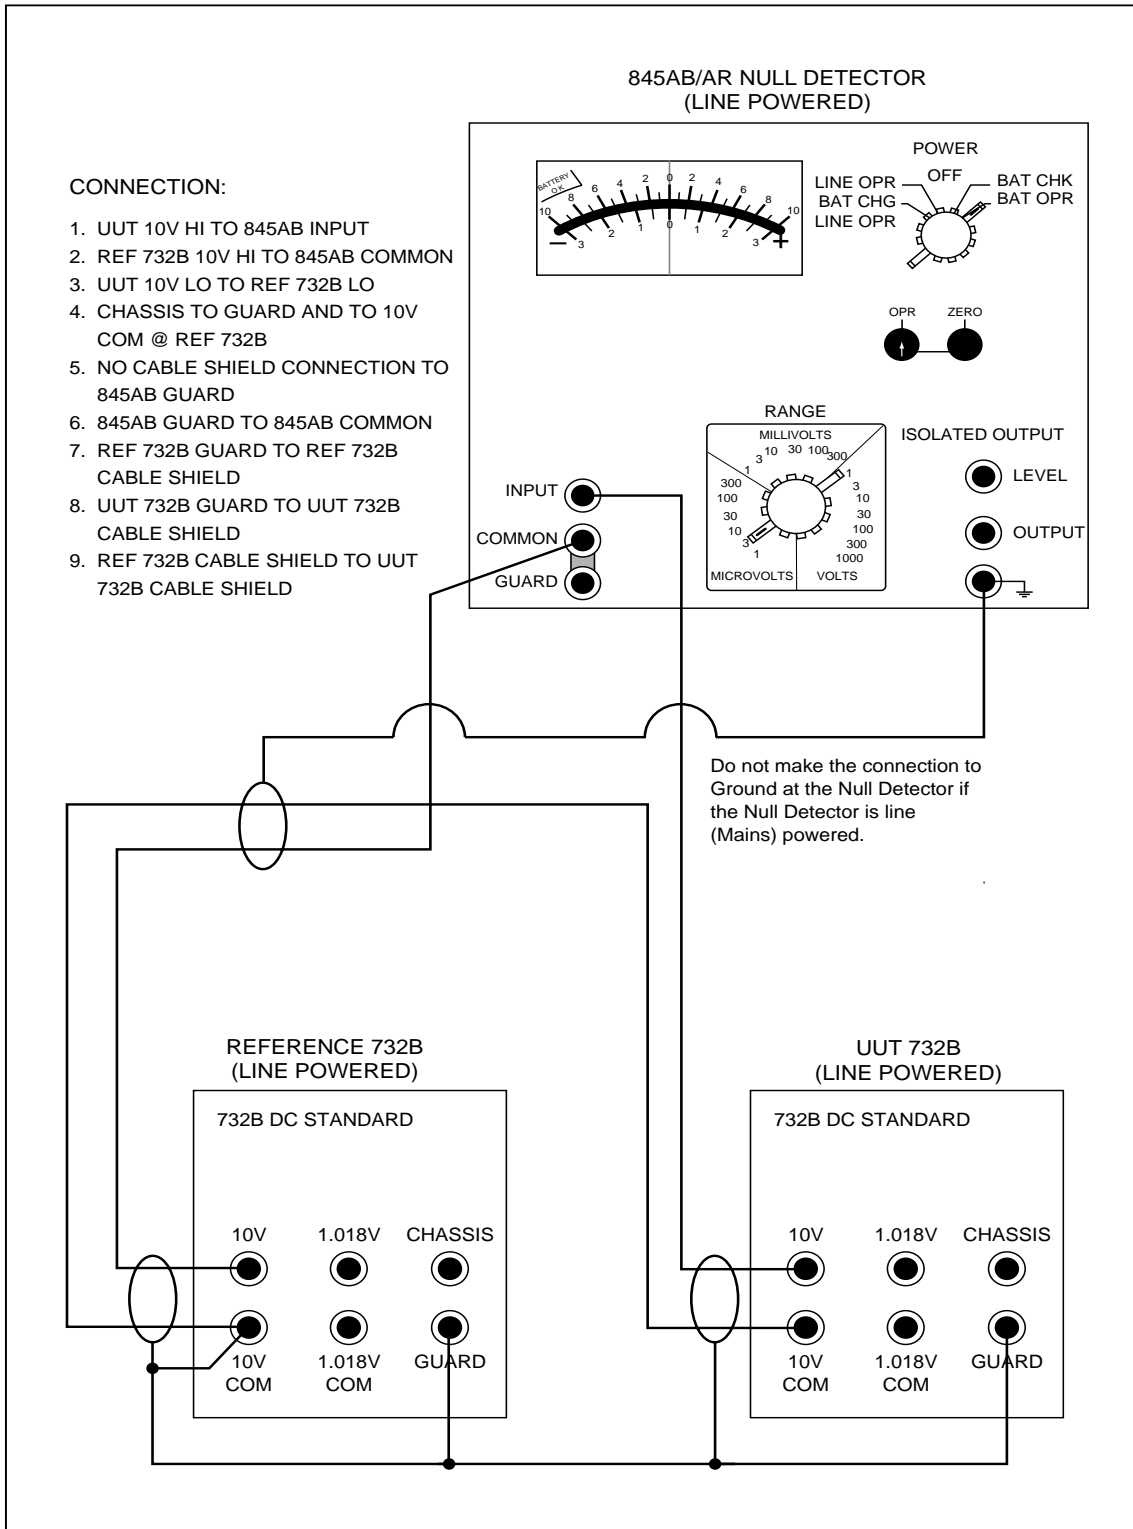 845AB/AR NULL DETECTOR
(LINE POWERED)
CONNECTION:
1. UUT 10V HI TO 845AB INPUT
2. REF 732B 10V HI TO 845AB COMMON
3. UUT 10V LO TO REF 732B LO
4. CHASSIS TO GUARD AND TO 10V
COM @ REF 732B
5. NO CABLE SHIELD CONNECTION TO
845AB GUARD
6. 845AB GUARD TO 845AB COMMON
7. REF 732B GUARD TO REF 732B
CABLE SHIELD
8. UUT 732B GUARD TO UUT 732B
CABLE SHIELD
9. REF 732B CABLE SHIELD TO UUT
732B CABLE SHIELD
BATTERY
OK
10 8 6 4 2 0 2 4 6 8 10
3 2 1 0 1 2 3
− +
POWER
OFF
LINE OPR
BAT CHG
LINE OPR
BAT CHK
BAT OPR
OPR ZERO
RANGE
MILLIVOLTS
1 3 10 30 100 300
300
100
30
10
3
1
MICROVOLTS
1
3
10
30
100
300
1000
VOLTS
ISOLATED OUTPUT
LEVEL
OUTPUT
INPUT
COMMON
GUARD
Do not make the connection to
Ground at the Null Detector if
the Null Detector is line
(Mains) powered.
REFERENCE 732B
(LINE POWERED)
732B DC STANDARD
10V 1.018V CHASSIS
10V 1.018V GUARD
COM COM
UUT 732B
(LINE POWERED)
732B DC STANDARD
10V 1.018V CHASSIS
10V 1.018V GUARD
COM COM